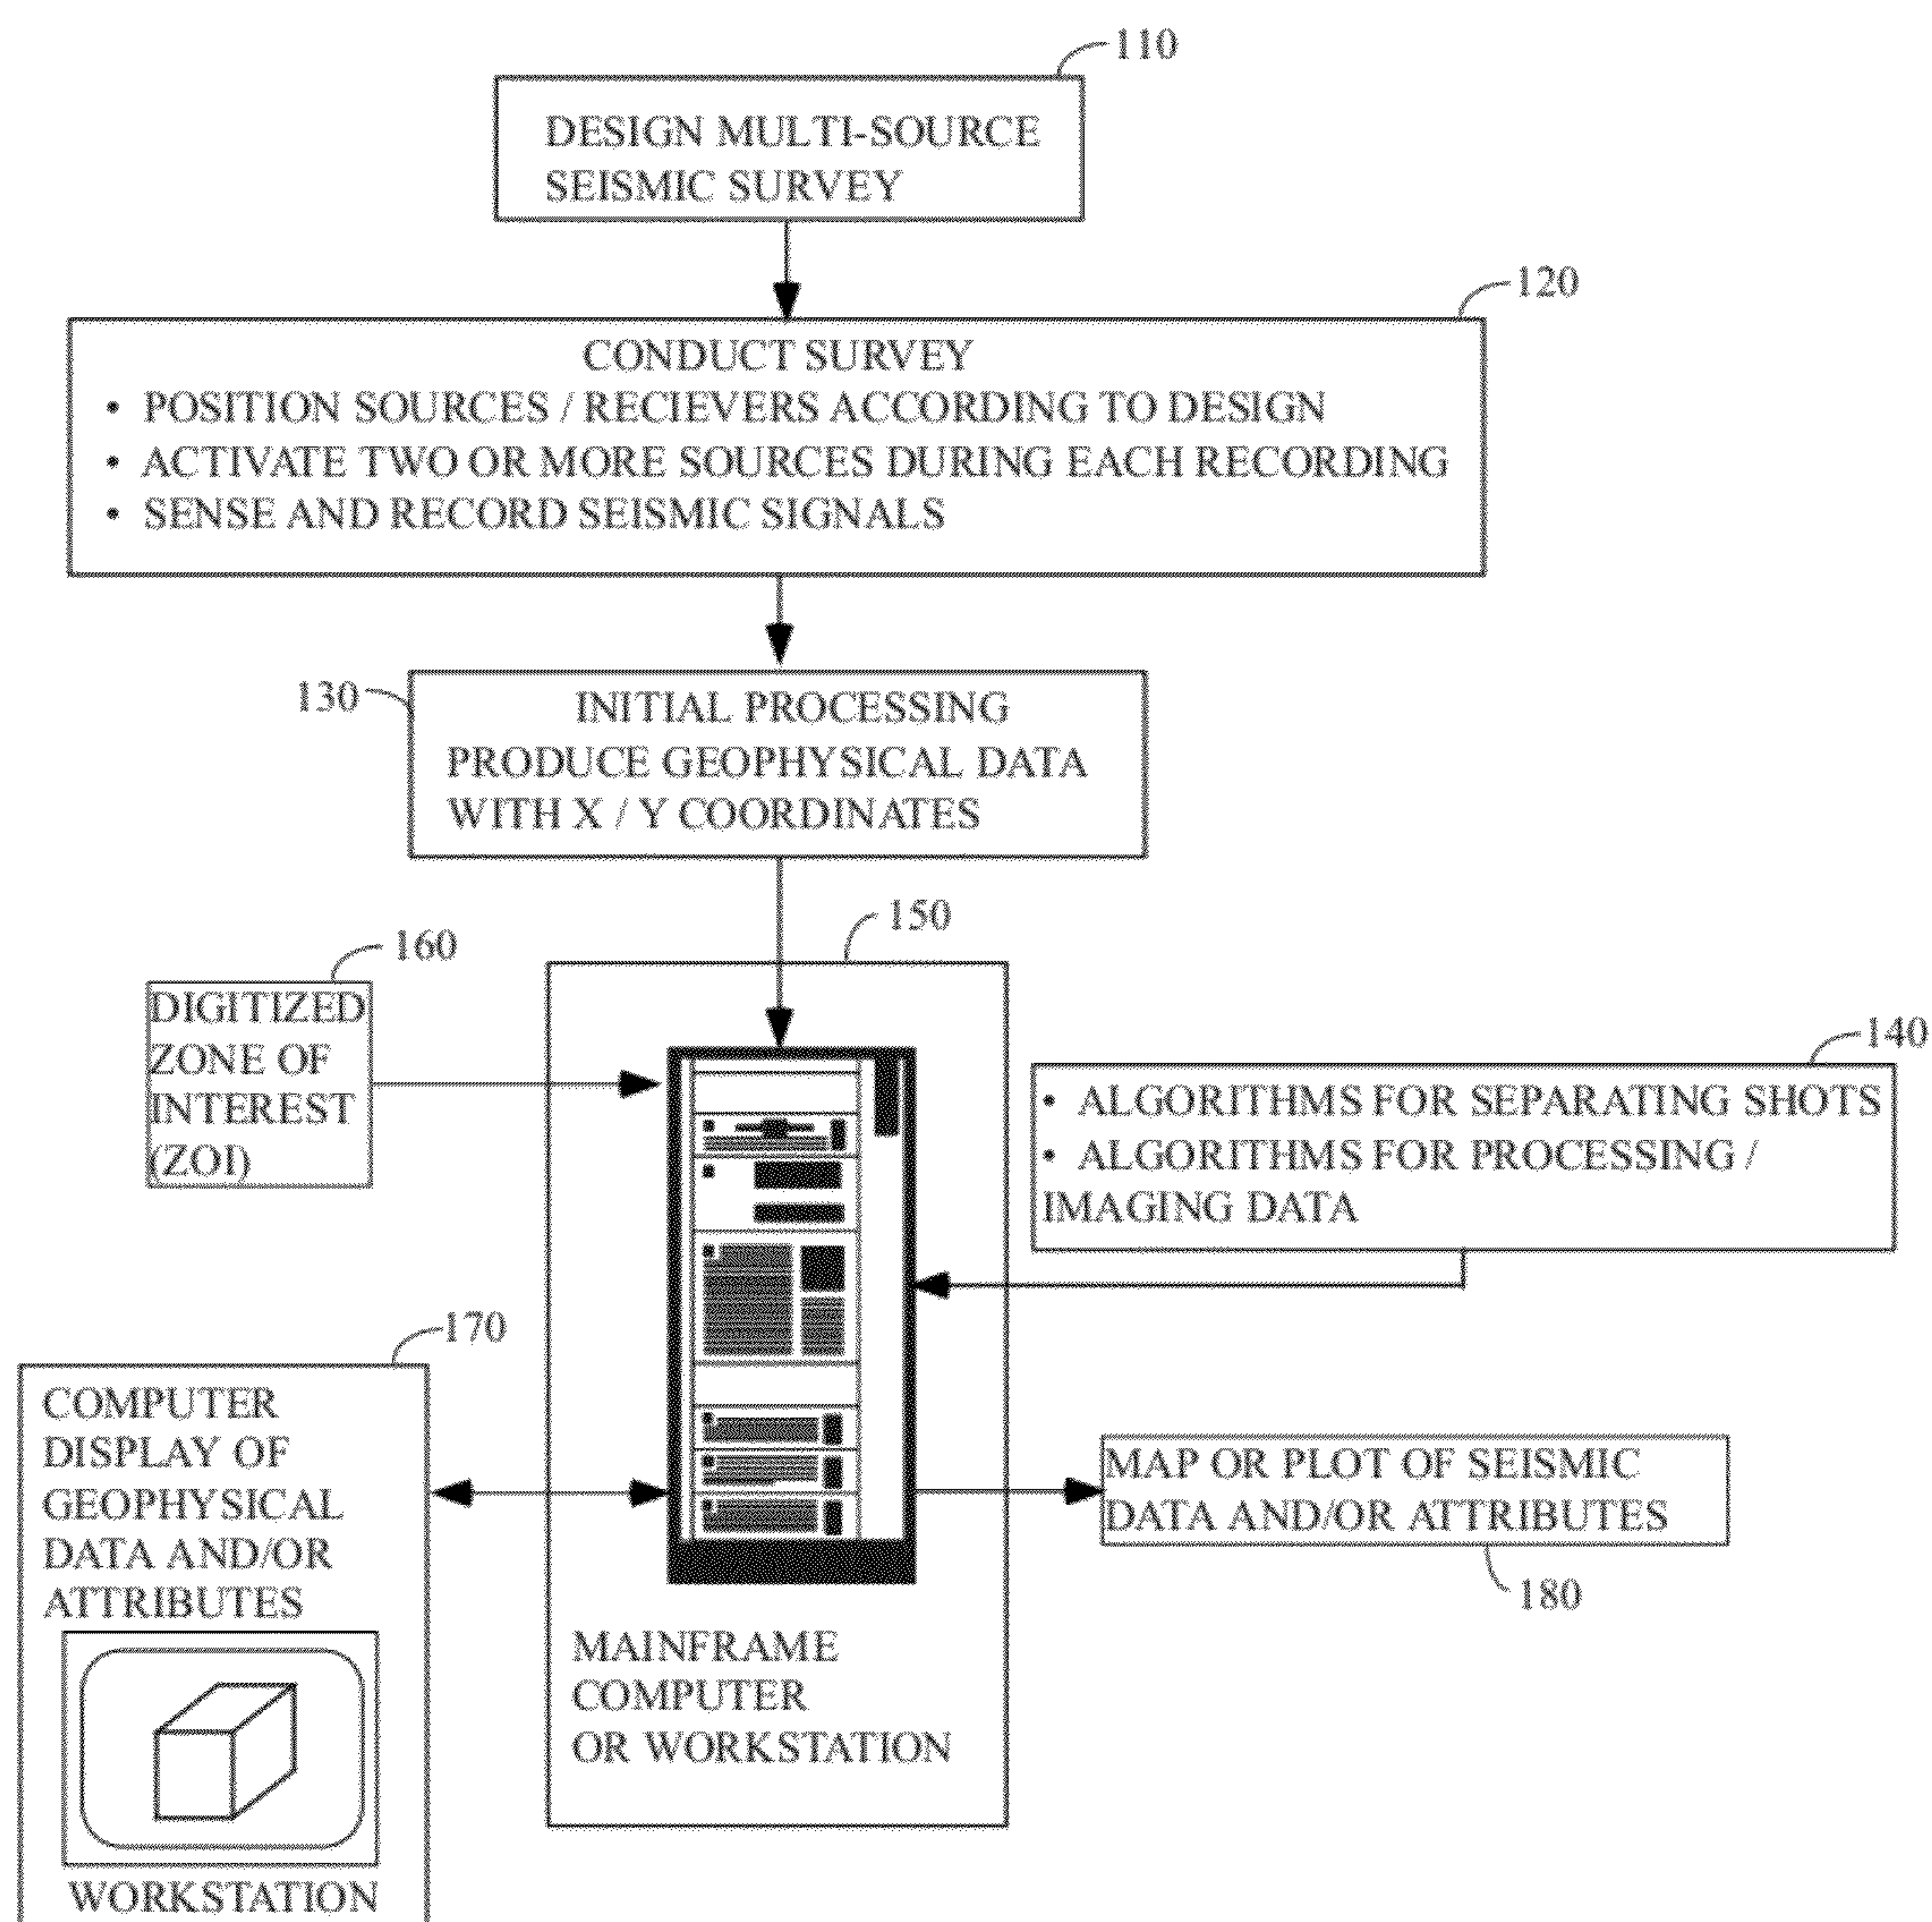 110
DESIGN MULTI-SOURCE
SEISMIC SURVEY
120
CONDUCT SURVEY
• POSITION SOURCES / RECIEVERS ACCORDING TO DESIGN
• ACTIVATE TWO OR MORE SOURCES DURING EACH RECORDING
• SENSE AND RECORD SEISMIC SIGNALS
130
INITIAL PROCESSING
PRODUCE GEOPHYSICAL DATA
WITH X / Y COORDINATES
150
160
DIGITIZED
ZONE OF
INTEREST
(ZOI)
140
• ALGORITHMS FOR SEPARATING SHOTS
• ALGORITHMS FOR PROCESSING /
IMAGING DATA
170
COMPUTER
DISPLAY OF
GEOPHYSICAL
DATA AND/OR
ATTRIBUTES
WORKSTATION
MAINFRAME
COMPUTER
OR WORKSTATION
MAP OR PLOT OF SEISMIC
DATA AND/OR ATTRIBUTES
180